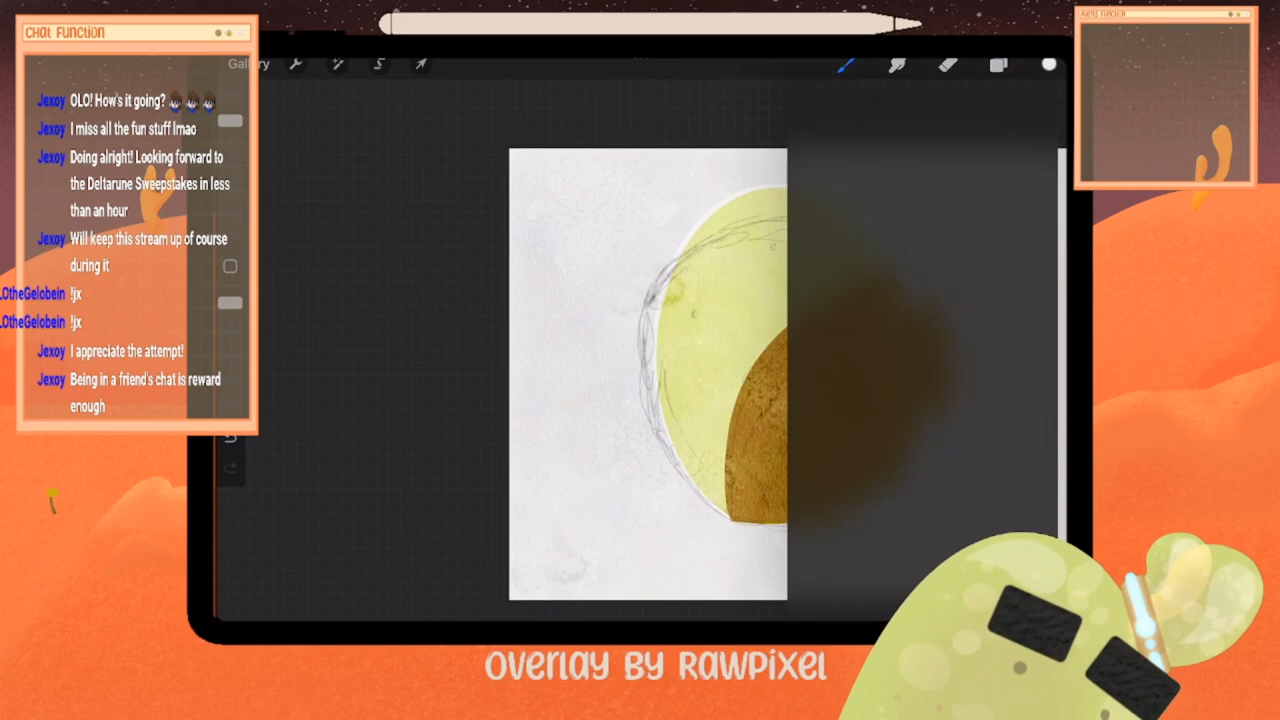 CHat FUNCtiON
Gallery
Jexoy OLO! How's it going?
Jexoy I miss all the fun stuff lmao
Jexoy Doing alright! Looking forward to
the Deltarune Sweepstakes in less
than an hour
Jexoy Will keep this stream up of course
during it
LOtheGelobein !jx
LOtheGelobein !jx
Jexoy I appreciate the attempt!
Jexoy Being in a friend's chat is reward
enough
Overlay By RaWPiXel